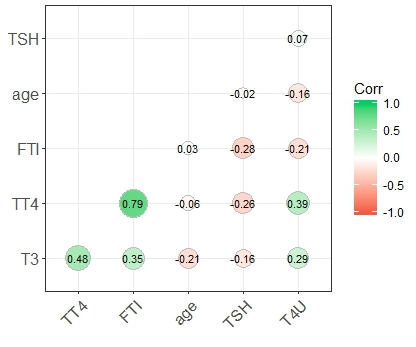 TSH 0.07
age -0.02 -0.16
FTI 0.03 -0.28 -0.21
TT4 0.79 -0.06 -0.26 0.39
T3 0.48 0.35 -0.21 -0.16 0.29
TT4 FTI age TSH T4U
Corr
1.0
0.5
0.0
-0.5
-1.0